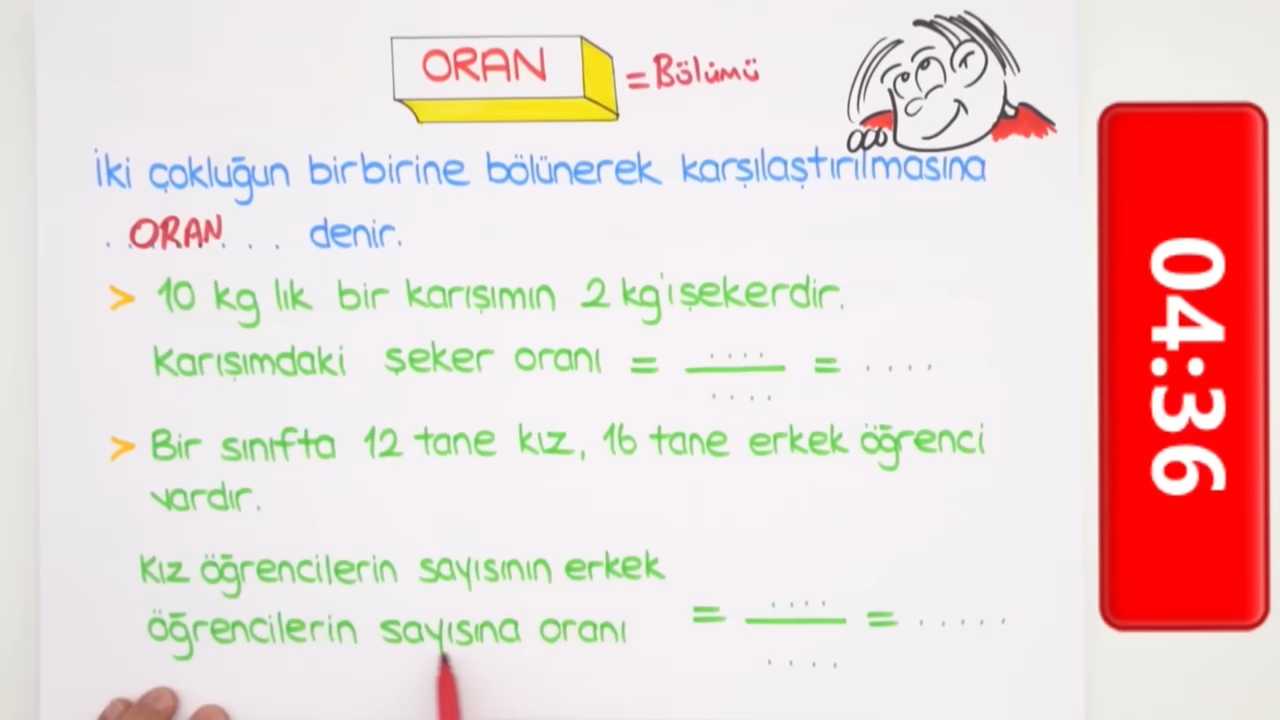 ORAN = Bölümü
İki çokluğun birbirine bölünerek karşılaştırılmasına
. . ORAN . . . denir.
> 10 kg lık bir karışımın 2 kg'ı şekerdir.
Karışımdaki şeker oranı = .... / .... = ....
> Bir sınıfta 12 tane kız, 16 tane erkek öğrenci
vardır.
Kız öğrencilerin sayısının erkek
öğrencilerin sayısına oranı = .... / .... = .....
04:36